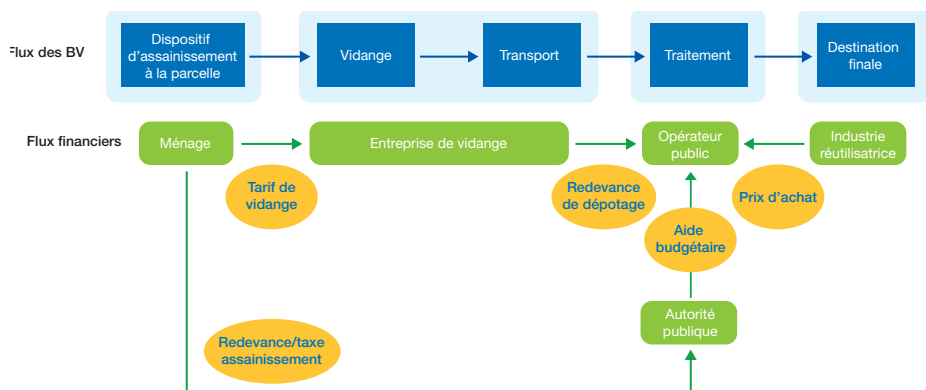 Flux des BV
Dispositif
d'assainissement
à la parcelle
Vidange
Transport
Traitement
Destination
finale
Flux financiers
Ménage
Entreprise de vidange
Opérateur
public
Industrie
réutilisatrice
Tarif de
vidange
Redevance
de dépotage
Prix d'achat
Aide
budgétaire
Autorité
publique
Redevance/taxe
assainissement